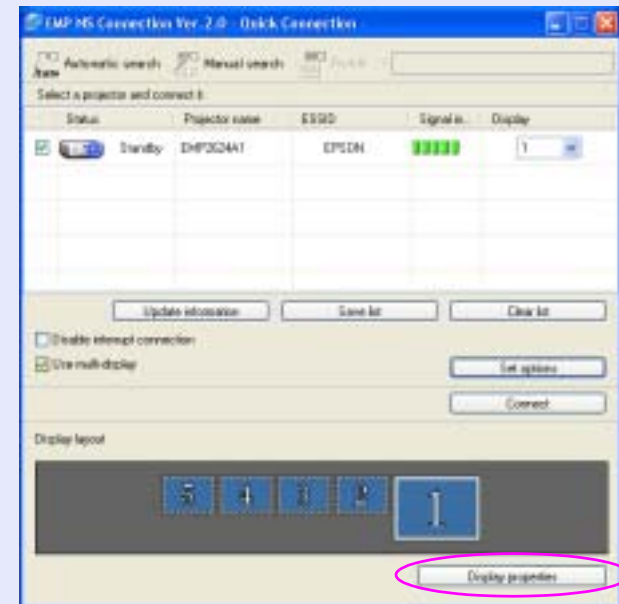 EMP NS Connection Ver. 2.0 - Quick Connection
Automatic search Manual search
Select a projector and connect it.
Status Projector name ESSID Signal in.. Display
Standby EPSON 1
Update information Save list Clear list
Disable interrupt connection
Use multi-display
Set options
Connect
Display layout
5 4 3 2 1
Display properties